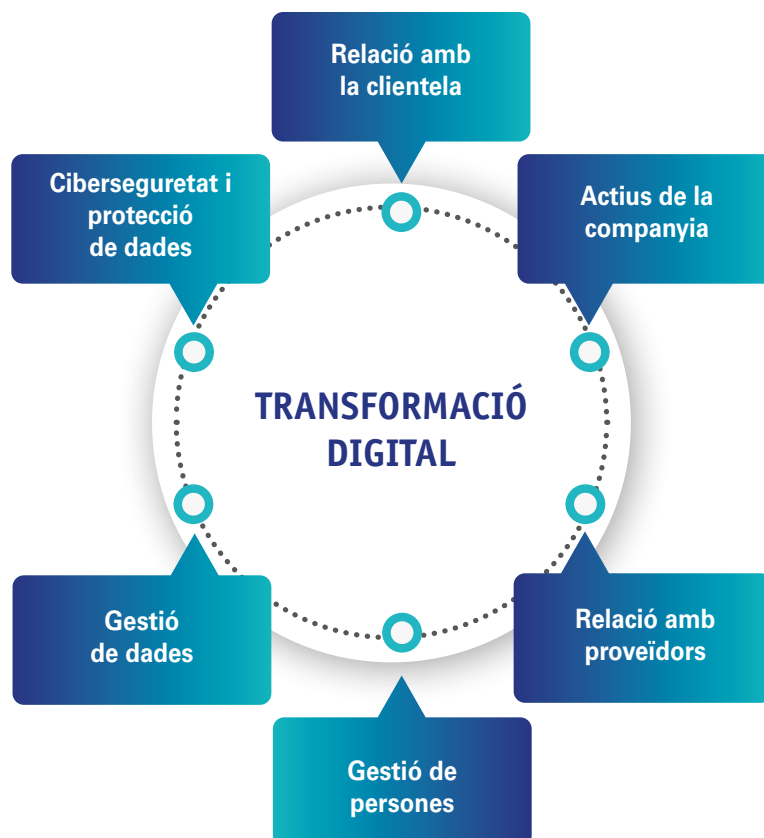 Relació amb
la clientela
Ciberseguretat i
protecció
de dades
Actius de la
companyia
TRANSFORMACIÓ
DIGITAL
Gestió
de dades
Relació amb
proveïdors
Gestió de
persones